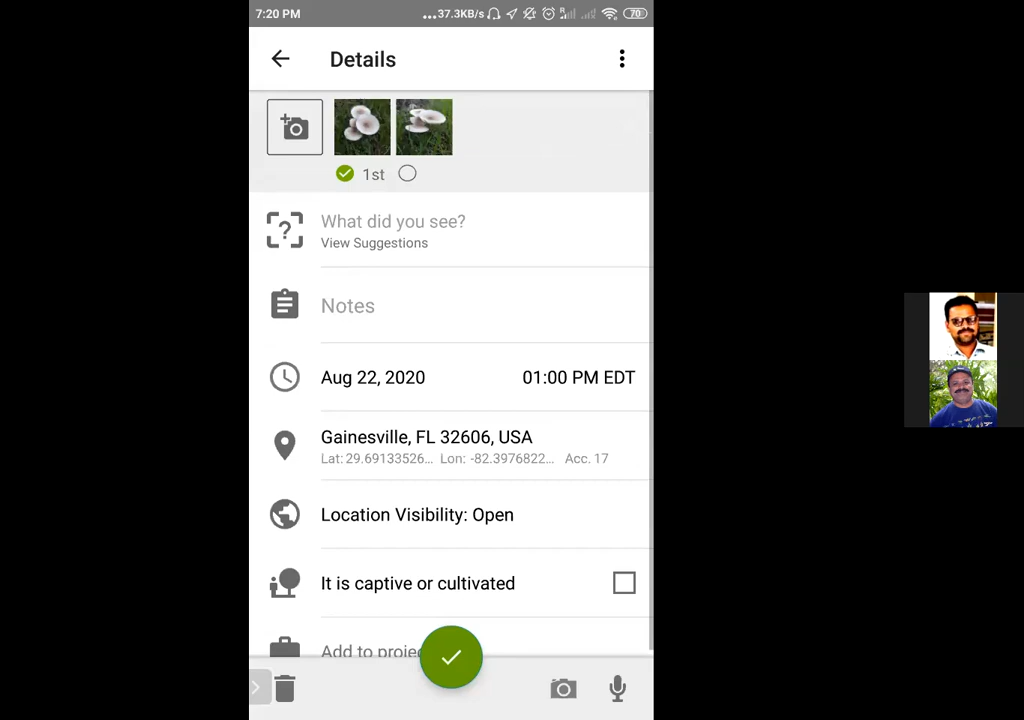 7:20 PM ...37.3KB/s R 70
Details
1st
What did you see?
View Suggestions
Notes
Aug 22, 2020 01:00 PM EDT
Gainesville, FL 32606, USA
Lat: 29.69133526... Lon: -82.3976822... Acc. 17
Location Visibility: Open
It is captive or cultivated
Add to projec